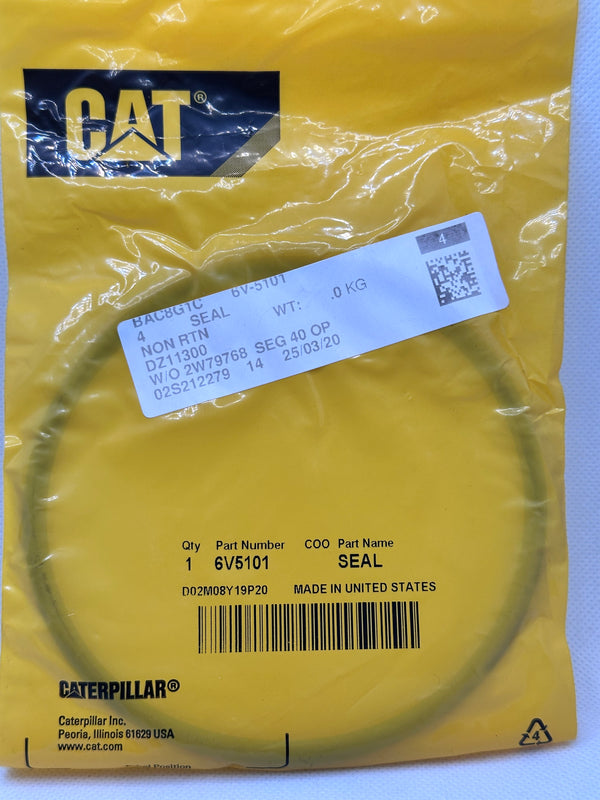 CAT®
4
BAC8G1C 6V-5101
4 SEAL WT: .0 KG
NON RTN
DZ11300
W/O 2W79768 SEG 40 OP
02S212279 14 25/03/20
Qty Part Number COO Part Name
1 6V5101 SEAL
D02M08Y19P20 MADE IN UNITED STATES
CATERPILLAR®
Caterpillar Inc.
Peoria, Illinois 61629 USA
www.cat.com
4
Position